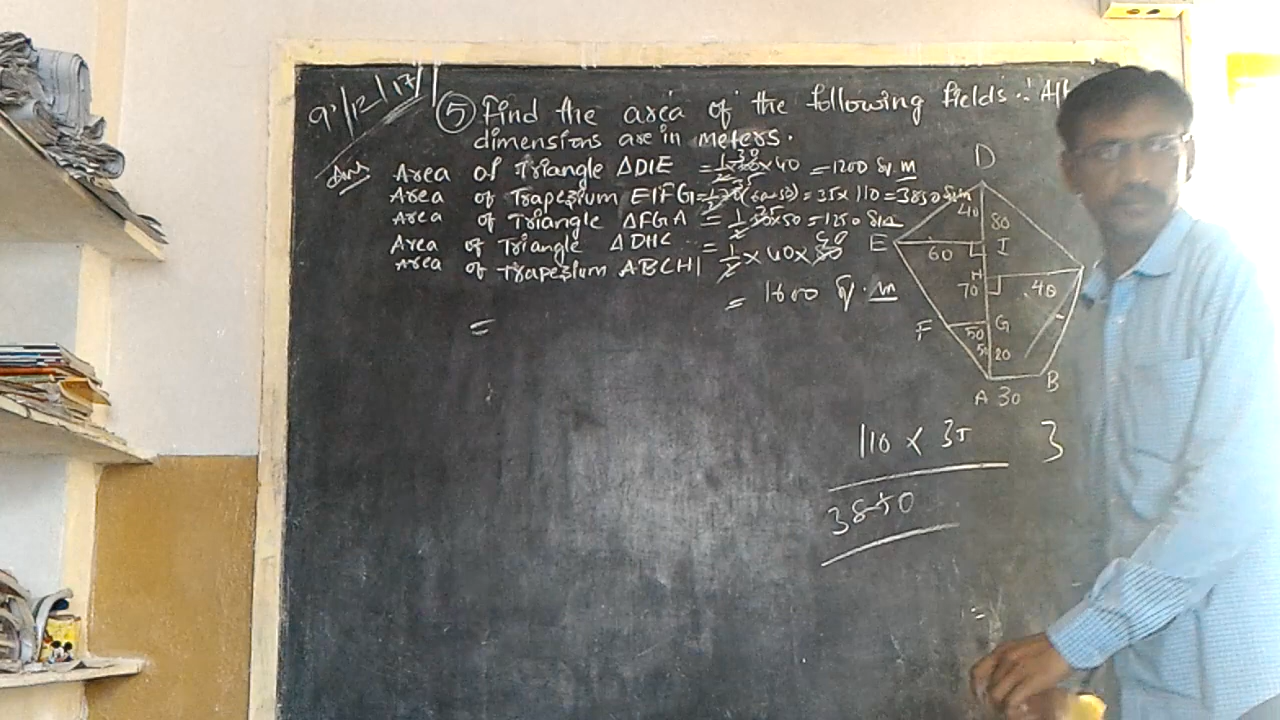 9/12/17
⑤ Find the area of the following fields. All
dimensions are in meters.
Ans Area of Triangle ΔDIE = 1/2 × 60 × 40 = 1200 Sq.m
Area of Trapezium EIFG = 1/2 × 70 (60+50) = 35 × 110 = 3850 Sq.m
Area of Triangle ΔFGA = 1/2 × 50 × 50 = 1250 Sq.m
Area of Triangle ΔDHC = 1/2 × 40 × 80
Area of Trapezium ABCH
= 1600 Sq.m
=
D
40
80
E
60
I
H
70
40
F
50
G
50
20
A 30
B
110 × 35
3
3850
=